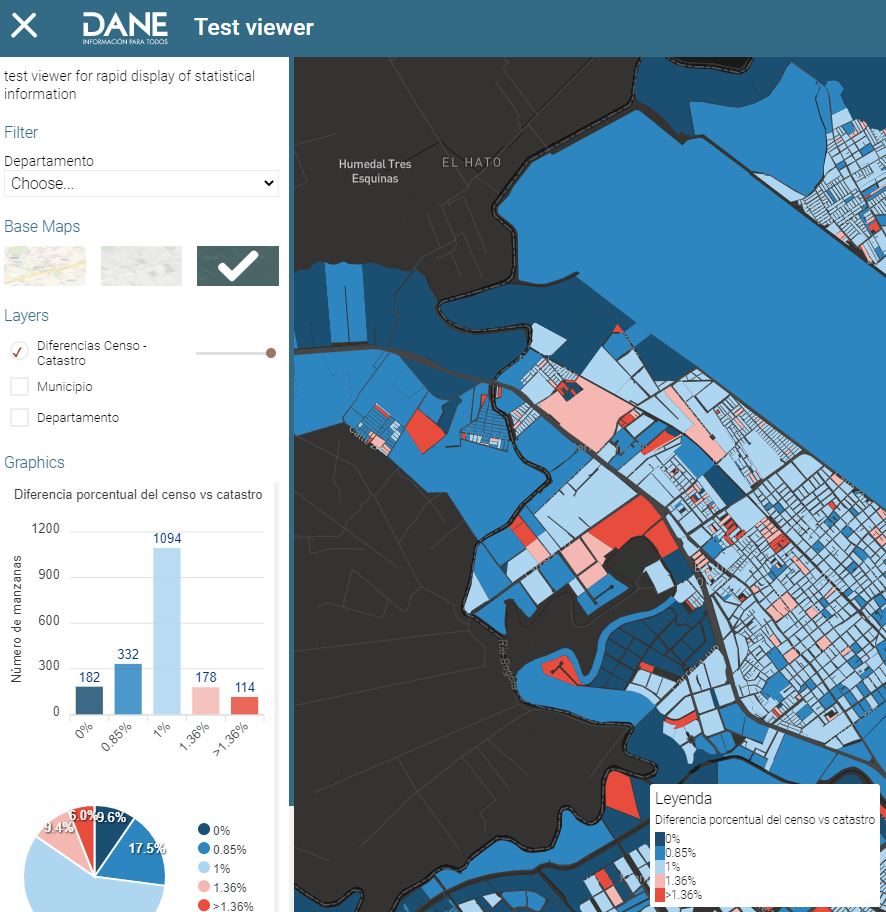 DANE
INFORMACIÓN PARA TODOS
Test viewer
test viewer for rapid display of statistical
information
Filter
Departamento
Choose...
Base Maps
Layers
Diferencias Censo -
Catastro
Municipio
Departamento
Graphics
Diferencia porcentual del censo vs catastro
Número de manzanas
1200
900
600
300
0
182
332
1094
178
114
0%
0.85%
1%
1.36%
>1.36%
6.0%
9.6%
9.4%
17.5%
0%
0.85%
1%
1.36%
>1.36%
Humedal Tres
Esquinas
EL HATO
Río Bogotá
Leyenda
Diferencia porcentual del censo vs catastro
0%
0.85%
1%
1.36%
>1.36%